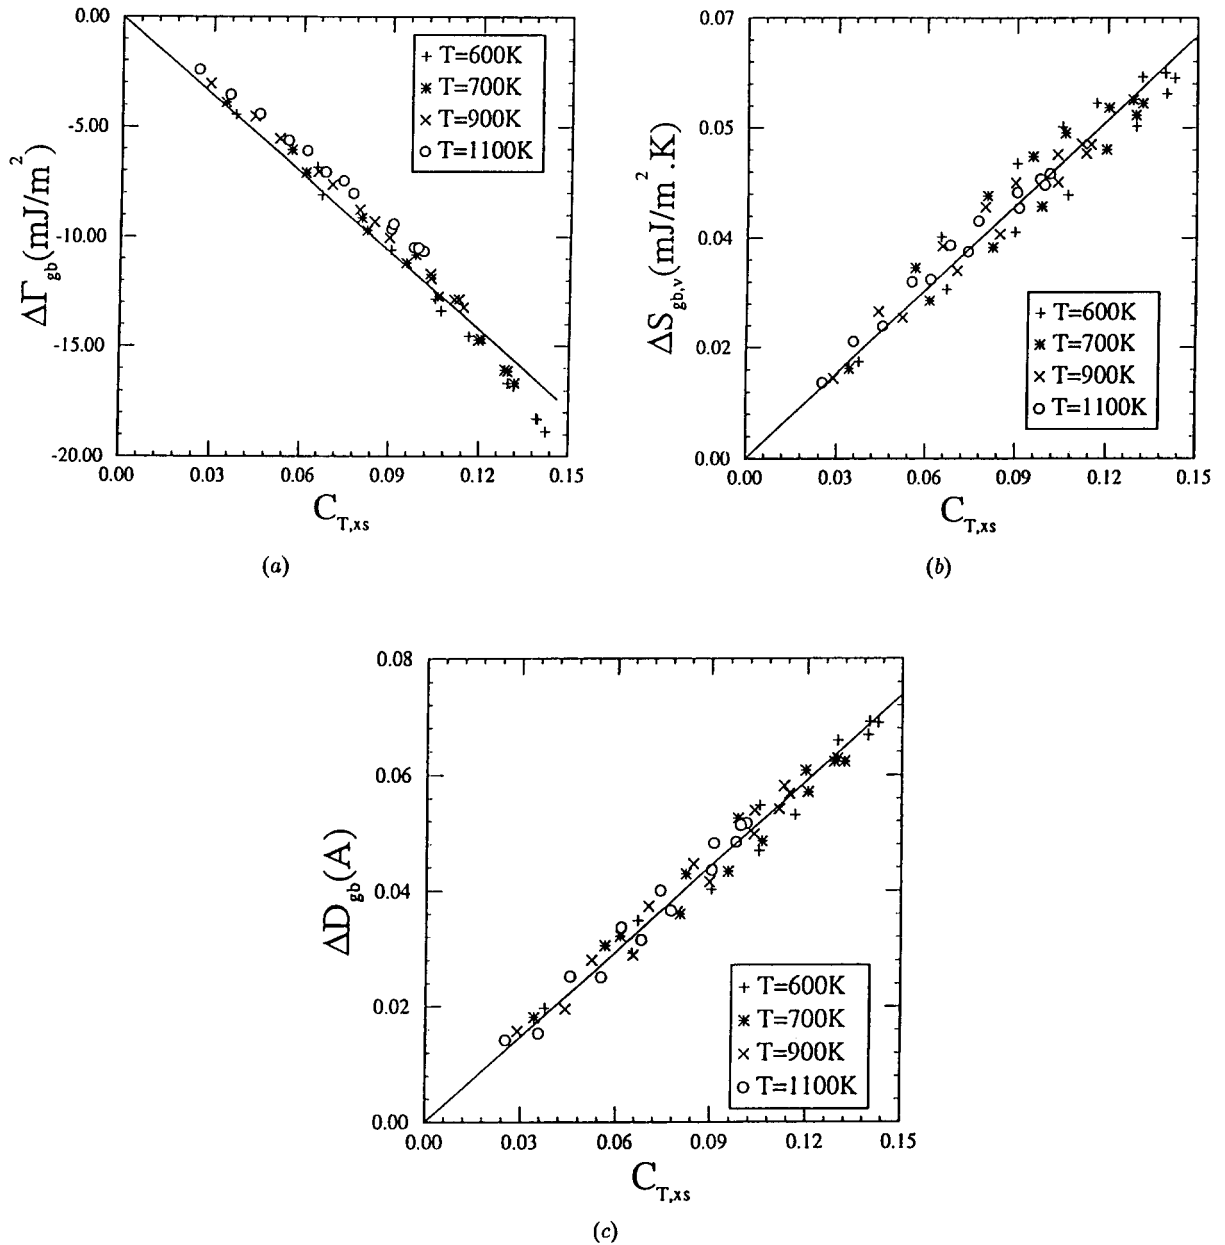 (a)
0.00
-5.00
-10.00
-15.00
-20.00
ΔΓgb(mJ/m²)
+ T=600K
* T=700K
× T=900K
o T=1100K
0.00 0.03 0.06 0.09 0.12 0.15
C T,xs
(a)
0.07
0.05
0.04
0.02
0.00
ΔSgb,v(mJ/m².K)
+ T=600K
* T=700K
× T=900K
o T=1100K
0.00 0.03 0.06 0.09 0.12 0.15
C T,xs
(b)
0.08
0.06
0.04
0.02
0.00
ΔDgb(A)
+ T=600K
* T=700K
× T=900K
o T=1100K
0.00 0.03 0.06 0.09 0.12 0.15
C T,xs
(c)